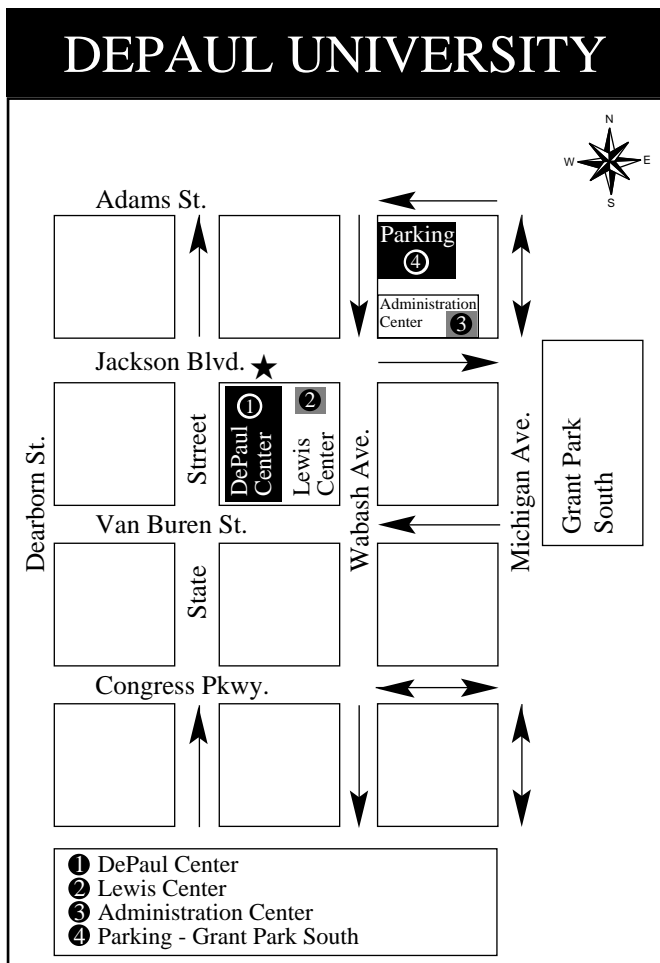 DEPAUL UNIVERSITY
N
W
E
S
Adams St.
Parking
4
Administration
Center
3
Jackson Blvd.
1
DePaul
Center
2
Lewis
Center
Dearborn St.
State
Strreet
Wabash Ave.
Michigan Ave.
Grant Park
South
Van Buren St.
Congress Pkwy.
1 DePaul Center
2 Lewis Center
3 Administration Center
4 Parking - Grant Park South